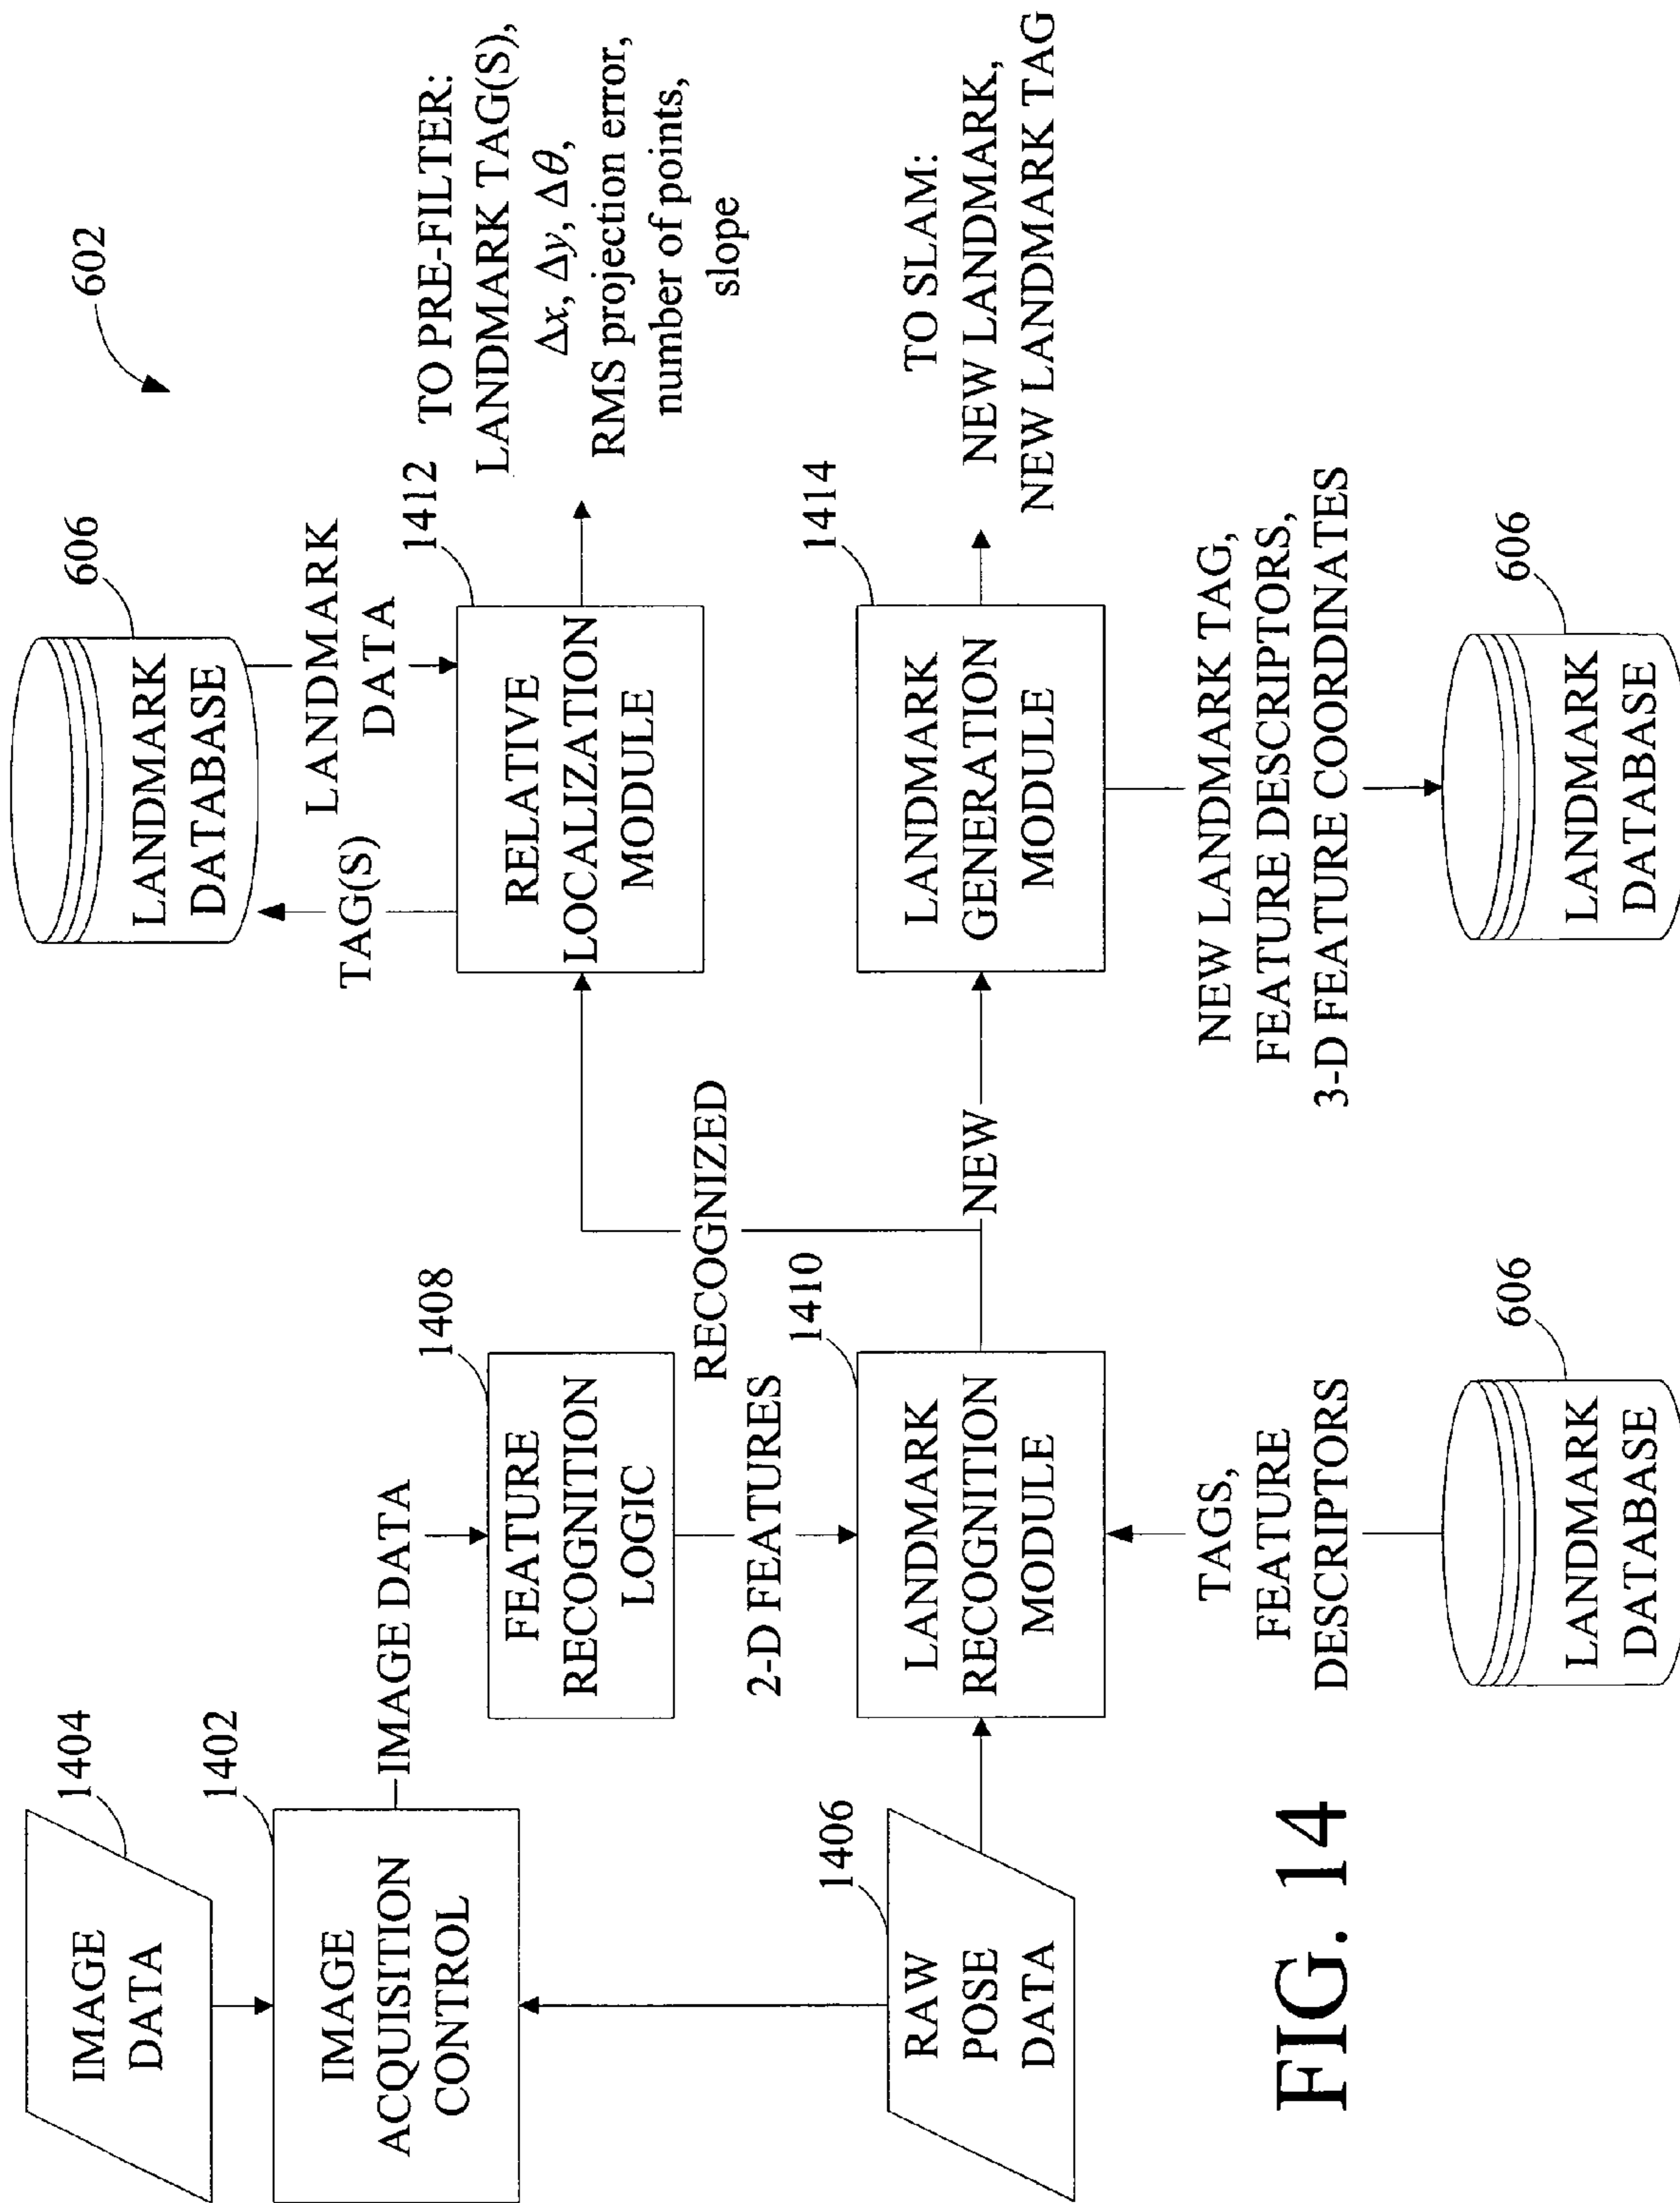 602
1404
IMAGE
DATA
1402
IMAGE
ACQUISITION
CONTROL
IMAGE DATA
1406
RAW
POSE
DATA
1408
FEATURE
RECOGNITION
LOGIC
2-D FEATURES
1410
LANDMARK
RECOGNITION
MODULE
TAGS,
FEATURE
DESCRIPTORS
606
LANDMARK
DATABASE
RECOGNIZED
NEW
606
LANDMARK
DATABASE
TAG(S)
LANDMARK
DATA
1412
RELATIVE
LOCALIZATION
MODULE
TO PRE-FILTER:
LANDMARK TAG(S),
Δx, Δy, Δθ,
RMS projection error,
number of points,
slope
1414
LANDMARK
GENERATION
MODULE
TO SLAM:
NEW LANDMARK,
NEW LANDMARK TAG
NEW LANDMARK TAG,
FEATURE DESCRIPTORS,
3-D FEATURE COORDINATES
606
LANDMARK
DATABASE
FIG. 14